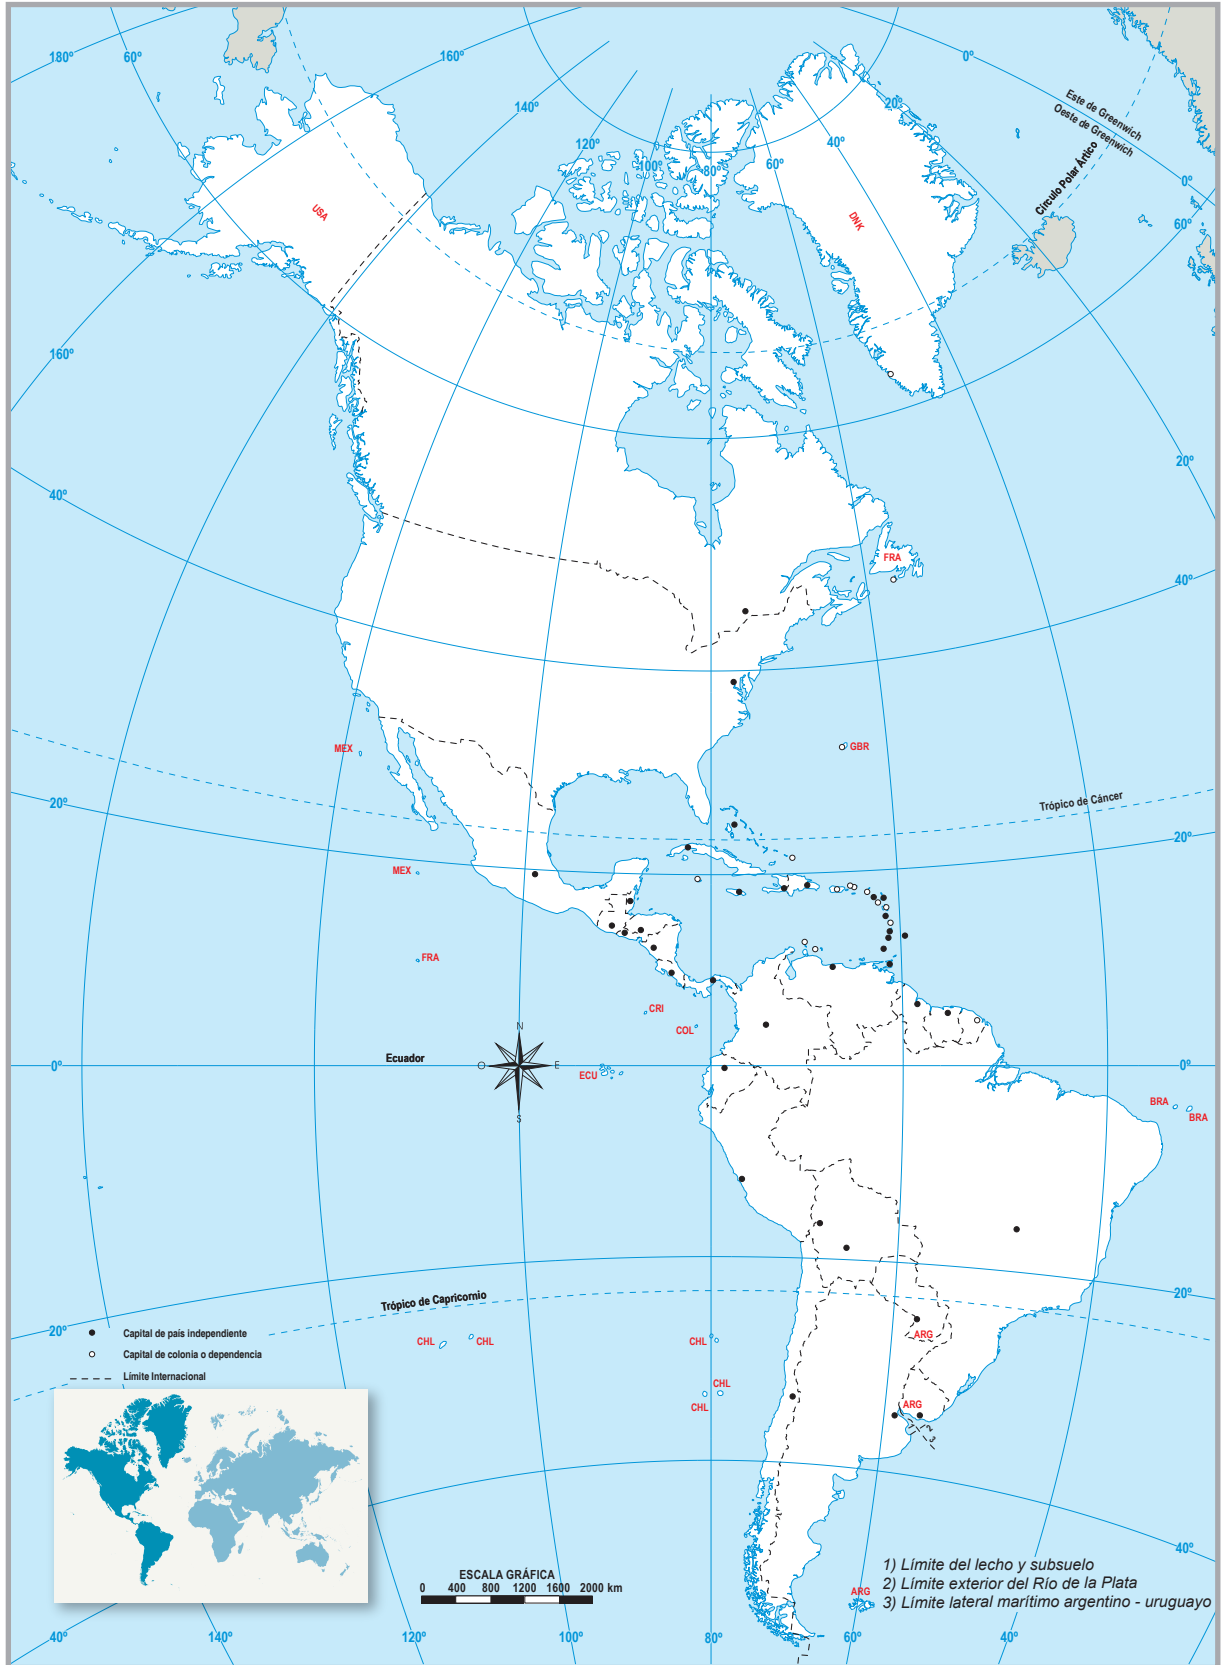 180º
60º
160º
0º
140º
20º
Este de Greenwich
Oeste de Greenwich
120º
100º
80º
60º
40º
Círculo Polar Ártico
0º
60º
USA
DNK
160º
20º
40º
FRA
40º
MEX
GBR
20º
Trópico de Cáncer
20º
MEX
FRA
CRI
COL
N
Ecuador
O
E
0º
ECU
0º
S
BRA
BRA
Trópico de Capricornio
20º
20º
Capital de país independiente
Capital de colonia o dependencia
Límite Internacional
CHL
CHL
CHL
ARG
CHL
CHL
ARG
1
2
3
40º
ESCALA GRÁFICA
0 400 800 1200 1600 2000 km
ARG
1) Límite del lecho y subsuelo
2) Límite exterior del Río de la Plata
3) Límite lateral marítimo argentino - uruguayo
40º
140º
120º
100º
80º
60º
40º